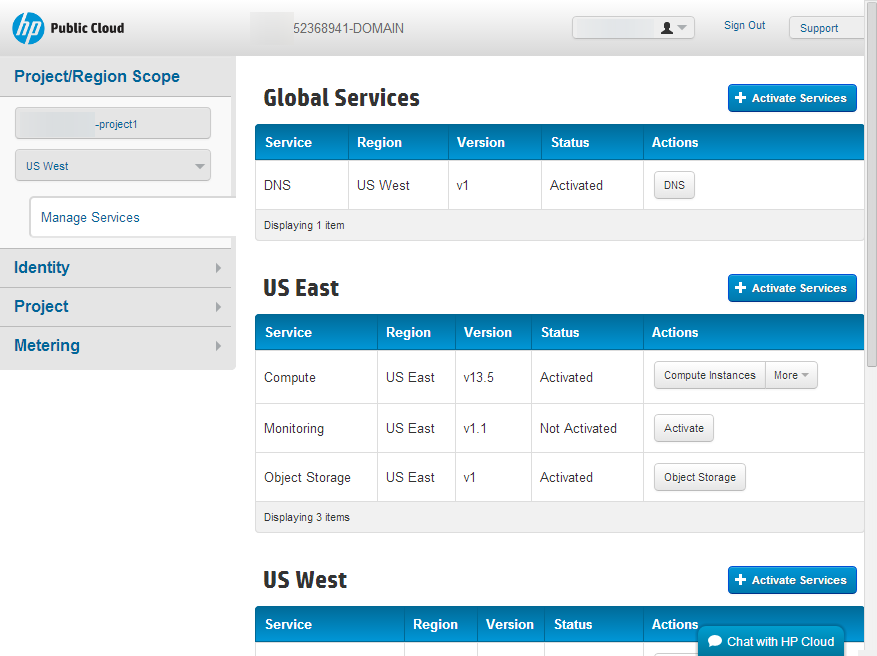 hp Public Cloud
52368941-DOMAIN
Sign Out
Support
Project/Region Scope
-project1
US West
Manage Services
Identity
Project
Metering
Global Services
Activate Services
Service Region Version Status Actions
DNS US West v1 Activated DNS
Displaying 1 item
US East
Activate Services
Service Region Version Status Actions
Compute US East v13.5 Activated Compute Instances More
Monitoring US East v1.1 Not Activated Activate
Object Storage US East v1 Activated Object Storage
Displaying 3 items
US West
Activate Services
Service Region Version Status Actions
Chat with HP Cloud